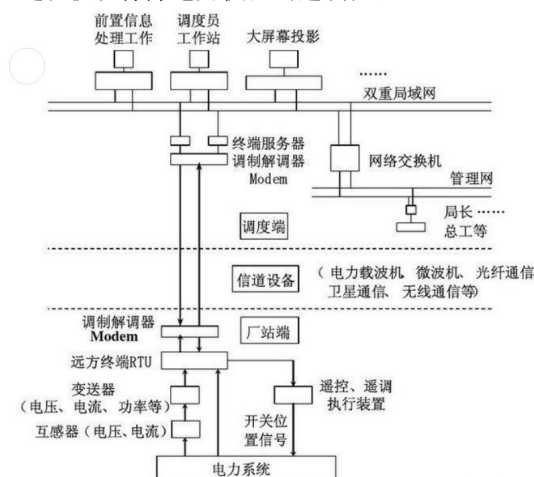 前置信息
处理工作
调度员
工作站
大屏幕投影
……
双重局域网
终端服务器
调制解调器
Modem
网络交换机
管理网
局长 ……
总工等
调度端
信道设备
（电力载波机、微波机、光纤通信
卫星通信、无线通信等）
调制解调器
Modem
厂站端
远方终端RTU
变送器
（电压、电流、功率等）
互感器（电压、电流）
遥控、遥调
执行装置
开关位
置信号
电力系统